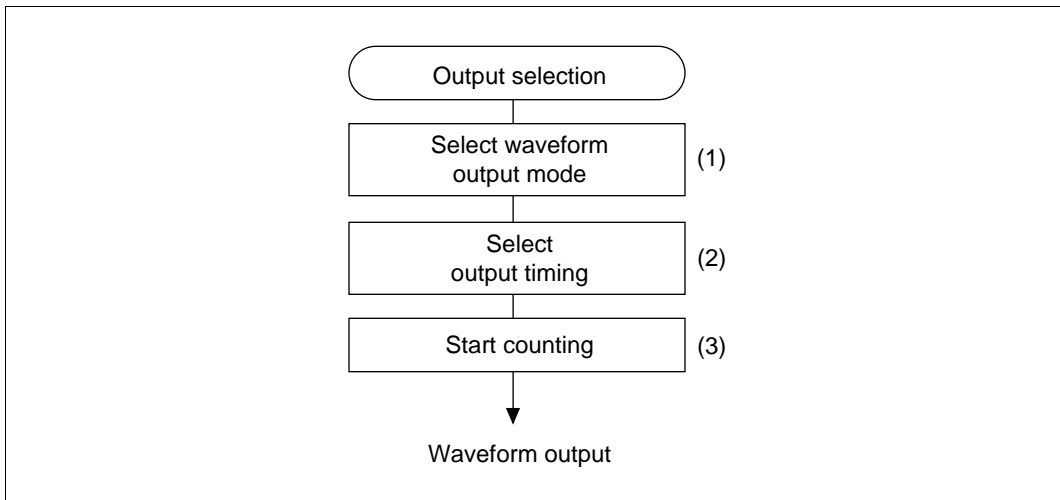 Output selection
Select waveform
output mode
(1)
Select
output timing
(2)
Start counting
(3)
Waveform output